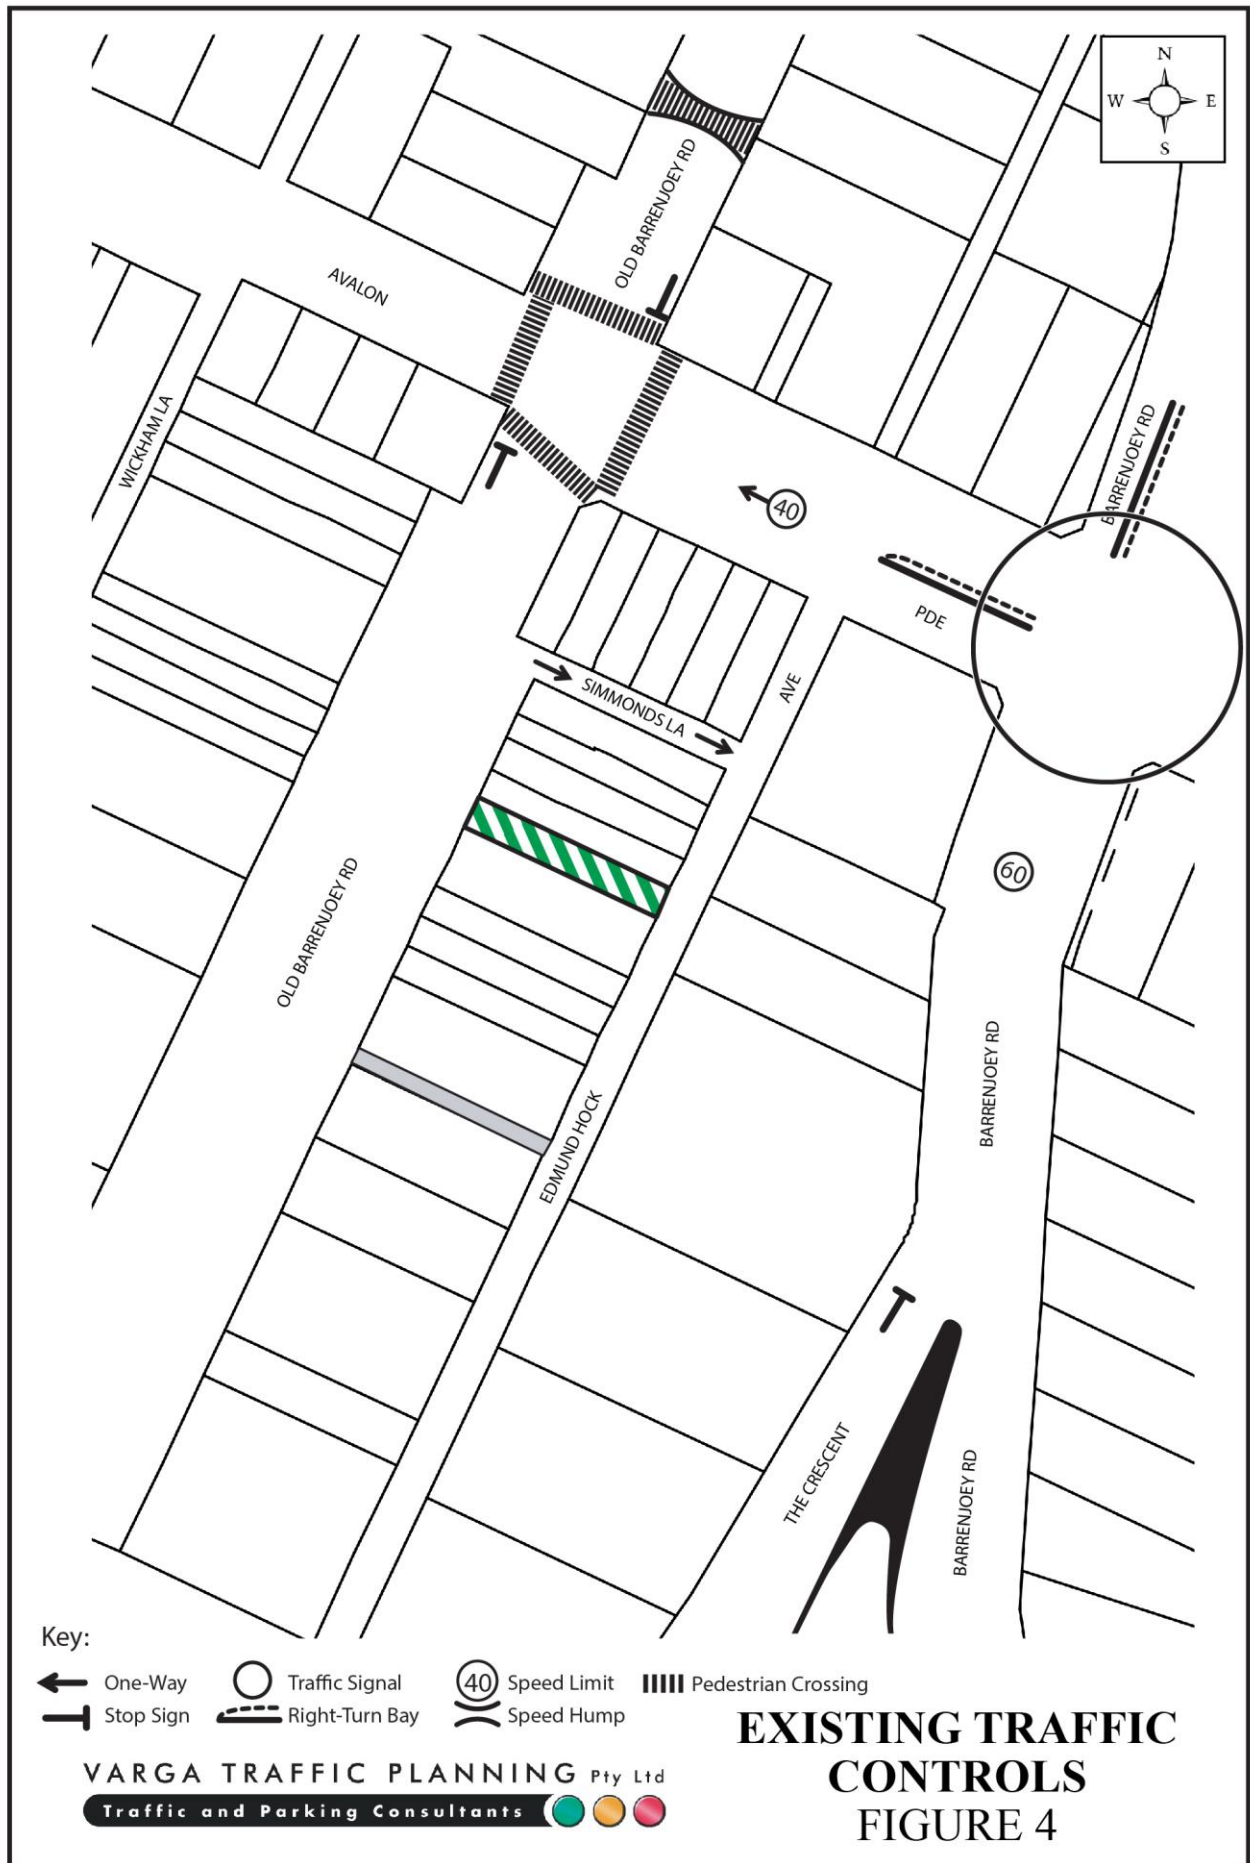 N
W E
S
OLD BARRENJOEY RD
AVALON
WICKHAM LA
BARRENJOEY RD
40
PDE
SIMMONDS LA
AVE
60
OLD BARRENJOEY RD
BARRENJOEY RD
EDMUND HOCK
THE CRESCENT
BARRENJOEY RD
Key:
One-Way
Traffic Signal
40 Speed Limit
Pedestrian Crossing
Stop Sign
Right-Turn Bay
Speed Hump
EXISTING TRAFFIC
CONTROLS
FIGURE 4
VARGA TRAFFIC PLANNING Pty Ltd
Traffic and Parking Consultants